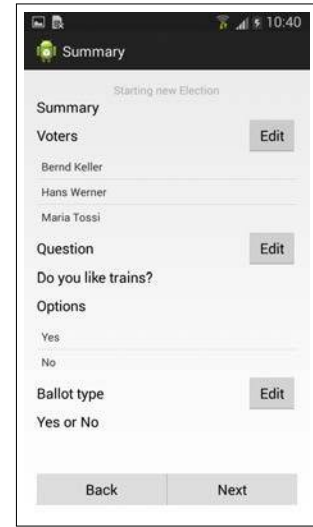 10:40
Summary
Starting new Election
Summary
Voters Edit
Bernd Keller
Hans Werner
Maria Tossi
Question Edit
Do you like trains?
Options
Yes
No
Ballot type Edit
Yes or No
Back Next